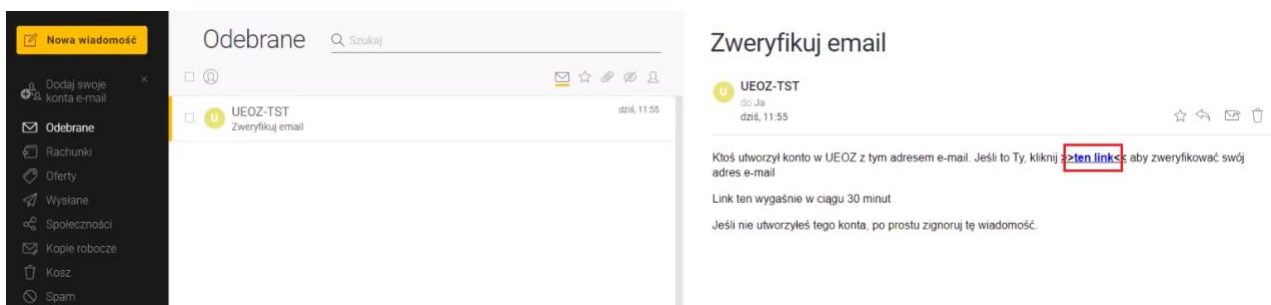 Nowa wiadomość
Dodaj swoje
konta e-mail
×
Odebrane
Rachunki
Oferty
Wysłane
Społeczności
Kopie robocze
Kosz
Spam
Odebrane
Szukaj
U
UEOZ-TST
dziś, 11:55
Zweryfikuj email
Zweryfikuj email
U
UEOZ-TST
do Ja
dziś, 11:55
Ktoś utworzył konto w UEOZ z tym adresem e-mail. Jeśli to Ty, kliknij >>ten link<< aby zweryfikować swój
adres e-mail
Link ten wygaśnie w ciągu 30 minut
Jeśli nie utworzyłeś tego konta, po prostu zignoruj tę wiadomość.